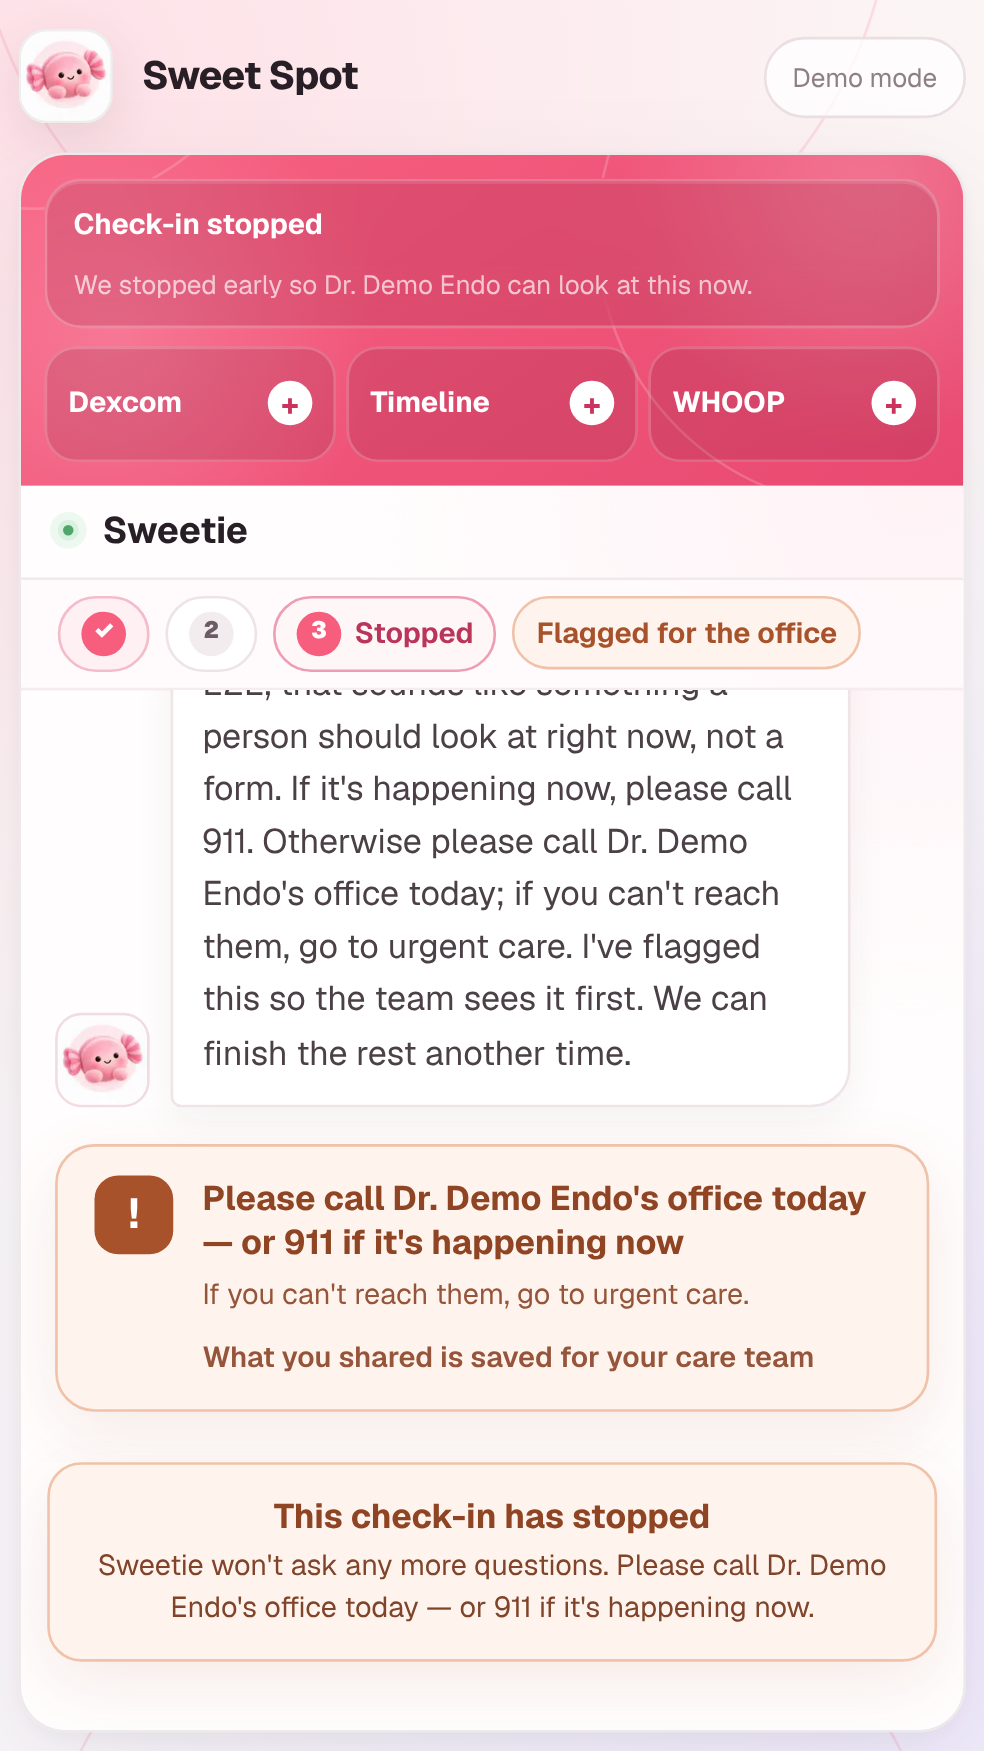 Sweet Spot
Demo mode
Check-in stopped
We stopped early so Dr. Demo Endo can look at this now.
Dexcom +
Timeline +
WHOOP +
Sweetie
2
3 Stopped
Flagged for the office
that sounds like something a
person should look at right now, not a
form. If it's happening now, please call
911. Otherwise please call Dr. Demo
Endo's office today; if you can't reach
them, go to urgent care. I've flagged
this so the team sees it first. We can
finish the rest another time.
!
Please call Dr. Demo Endo's office today
— or 911 if it's happening now
If you can't reach them, go to urgent care.
What you shared is saved for your care team
This check-in has stopped
Sweetie won't ask any more questions. Please call Dr. Demo
Endo's office today — or 911 if it's happening now.